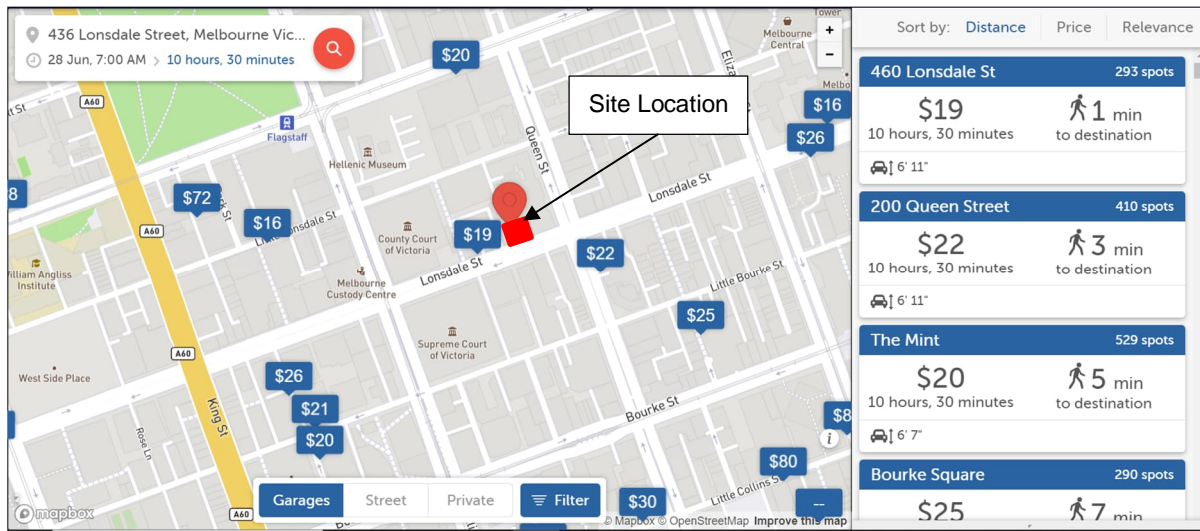 436 Lonsdale Street, Melbourne Vic...
28 Jun, 7:00 AM > 10 hours, 30 minutes
Tower
Melbourne
Central
+
−
$20
Site Location
$16
$26
A60
Flagstaff
Hellenic Museum
Queen St
Lonsdale St
$72
$16
$19
County Court
of Victoria
A60
William Angliss
Institute
Melbourne
Custody Centre
Lonsdale St
$22
Little Bourke St
$25
Supreme Court
of Victoria
A60
West Side Place
$26
$21
$20
King St
Rose Ln
Bourke St
$80
Little Collins St
$30
--
A60
Garages
Street
Private
Filter
mapbox
© Mapbox © OpenStreetMap Improve this map
Sort by: Distance Price Relevance
460 Lonsdale St 293 spots
$19 1 min
10 hours, 30 minutes to destination
6' 11"
200 Queen Street 410 spots
$22 3 min
10 hours, 30 minutes to destination
6' 11"
The Mint 529 spots
$20 5 min
10 hours, 30 minutes to destination
6' 7"
Bourke Square 290 spots
$25 7 min